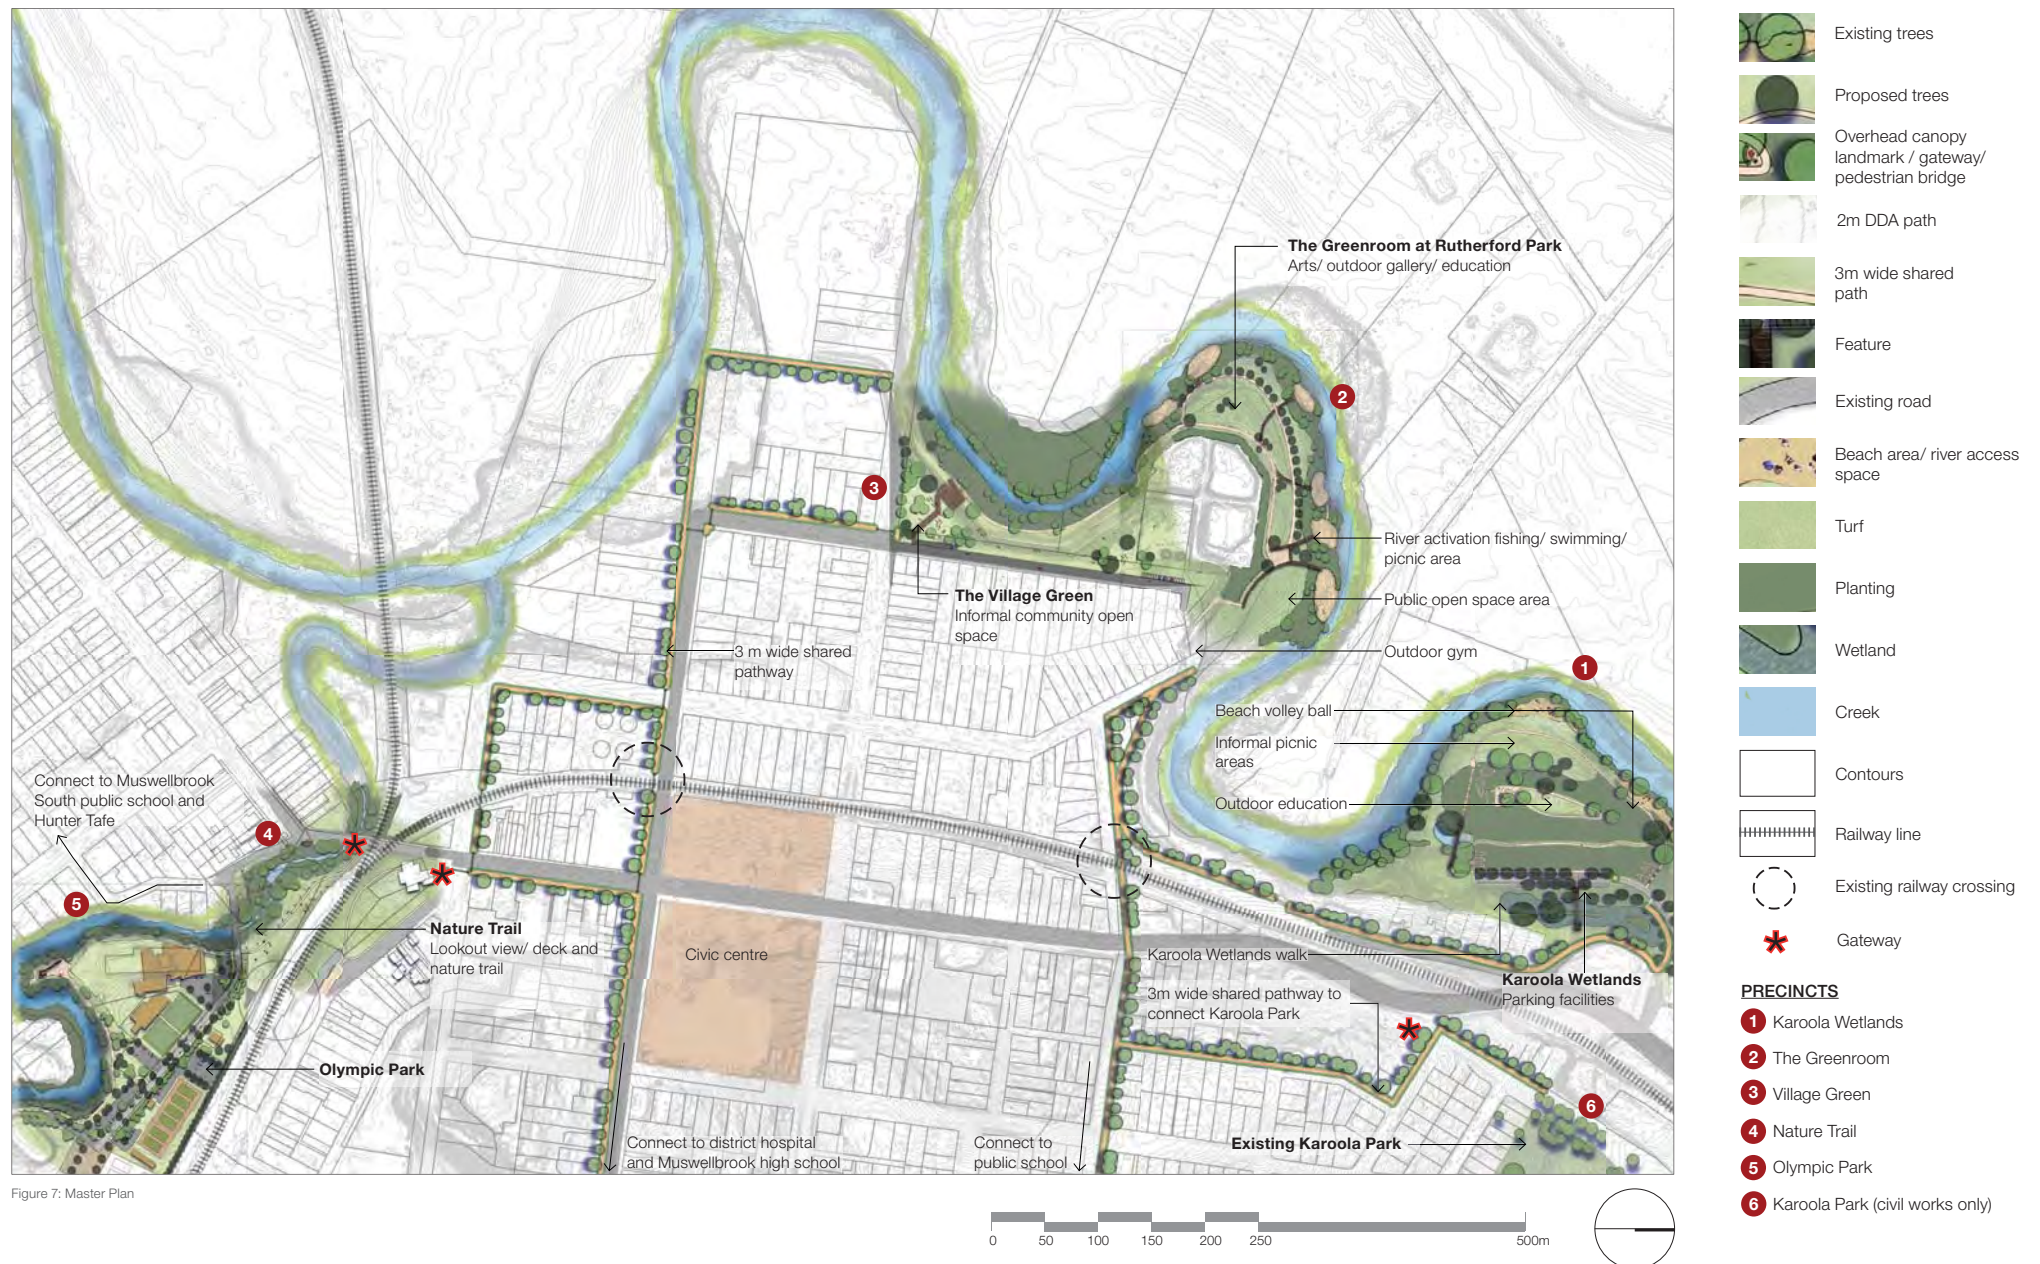 The Greenroom at Rutherford Park
Arts/ outdoor gallery/ education
2
3
River activation fishing/ swimming/
picnic area
The Village Green
Informal community open
space
Public open space area
3 m wide shared
pathway
Outdoor gym
1
Beach volley ball
Informal picnic
areas
Outdoor education
Connect to Muswellbrook
South public school and
Hunter Tafe
4
5
Nature Trail
Lookout view/ deck and
nature trail
Civic centre
Karoola Wetlands walk
Karoola Wetlands
Parking facilities
3m wide shared pathway to
connect Karoola Park
Olympic Park
6
Connect to district hospital
and Muswellbrook high school
Connect to
public school
Existing Karoola Park
Figure 7: Master Plan
0 50 100 150 200 250 500m
Existing trees
Proposed trees
Overhead canopy
landmark / gateway/
pedestrian bridge
2m DDA path
3m wide shared
path
Feature
Existing road
Beach area/ river access
space
Turf
Planting
Wetland
Creek
Contours
Railway line
Existing railway crossing
Gateway
PRECINCTS
1 Karoola Wetlands
2 The Greenroom
3 Village Green
4 Nature Trail
5 Olympic Park
6 Karoola Park (civil works only)